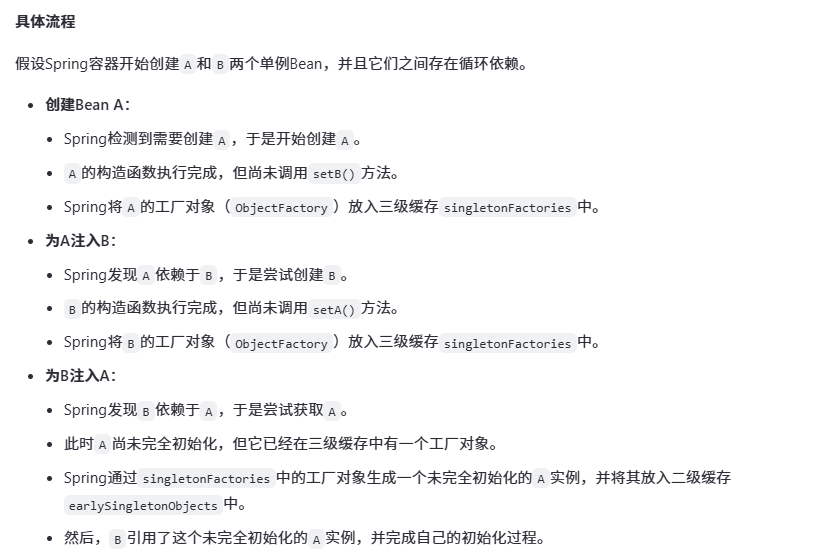 具体流程
假设Spring容器开始创建 A 和 B 两个单例Bean，并且它们之间存在循环依赖。
• 创建Bean A：
• Spring检测到需要创建 A ，于是开始创建 A 。
• A 的构造函数执行完成，但尚未调用 setB() 方法。
• Spring将 A 的工厂对象（ ObjectFactory ）放入三级缓存 singletonFactories 中。
• 为A注入B：
• Spring发现 A 依赖于 B ，于是尝试创建 B 。
• B 的构造函数执行完成，但尚未调用 setA() 方法。
• Spring将 B 的工厂对象（ ObjectFactory ）放入三级缓存 singletonFactories 中。
• 为B注入A：
• Spring发现 B 依赖于 A ，于是尝试获取 A 。
• 此时 A 尚未完全初始化，但它已经在三级缓存中有一个工厂对象。
• Spring通过 singletonFactories 中的工厂对象生成一个未完全初始化的 A 实例，并将其放入二级缓存
earlySingletonObjects 中。
• 然后， B 引用了这个未完全初始化的 A 实例，并完成自己的初始化过程。